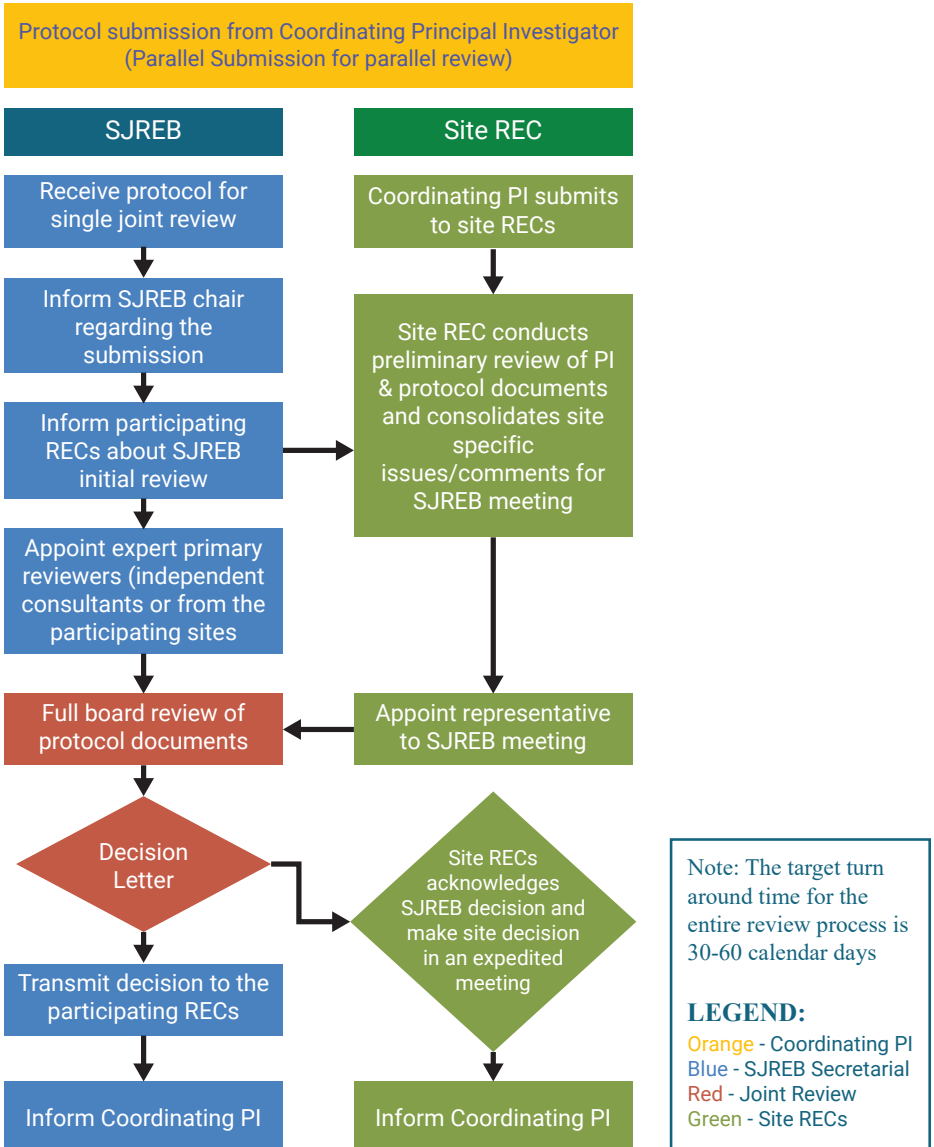 Protocol submission from Coordinating Principal Investigator
(Parallel Submission for parallel review)
SJREB
Site REC
Receive protocol for
single joint review
Coordinating PI submits
to site RECs
Inform SJREB chair
regarding the
submission
Site REC conducts
preliminary review of PI
& protocol documents
and consolidates site
specific
issues/comments for
SJREB meeting
Inform participating
RECs about SJREB
initial review
Appoint expert primary
reviewers (independent
consultants or from the
participating sites
Full board review of
protocol documents
Appoint representative
to SJREB meeting
Decision
Letter
Site RECs
acknowledges
SJREB decision and
make site decision
in an expedited
meeting
Transmit decision to the
participating RECs
Inform Coordinating PI
Inform Coordinating PI
Note: The target turn
around time for the
entire review process is
30-60 calendar days
LEGEND:
Orange - Coordinating PI
Blue - SJREB Secretarial
Red - Joint Review
Green - Site RECs